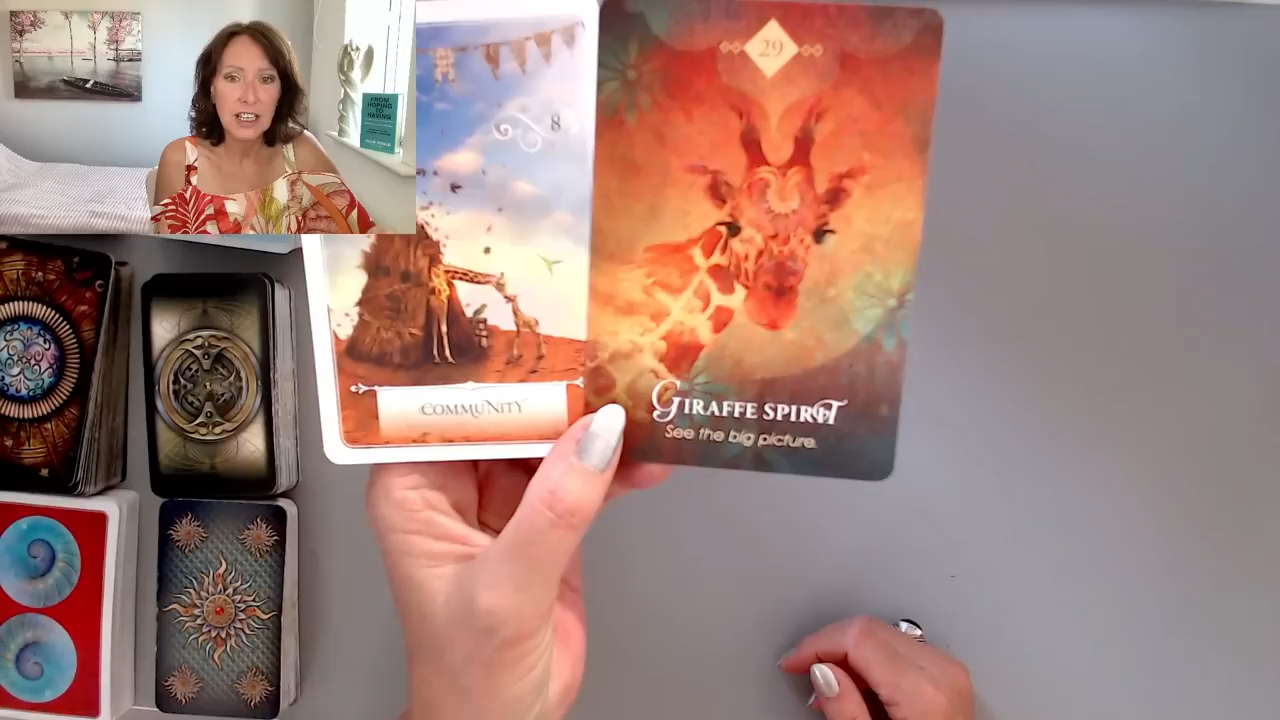 FROM
HOPING
TO
HAVING
8
COMMUNITY
29
GIRAFFE SPIRIT
See the big picture.